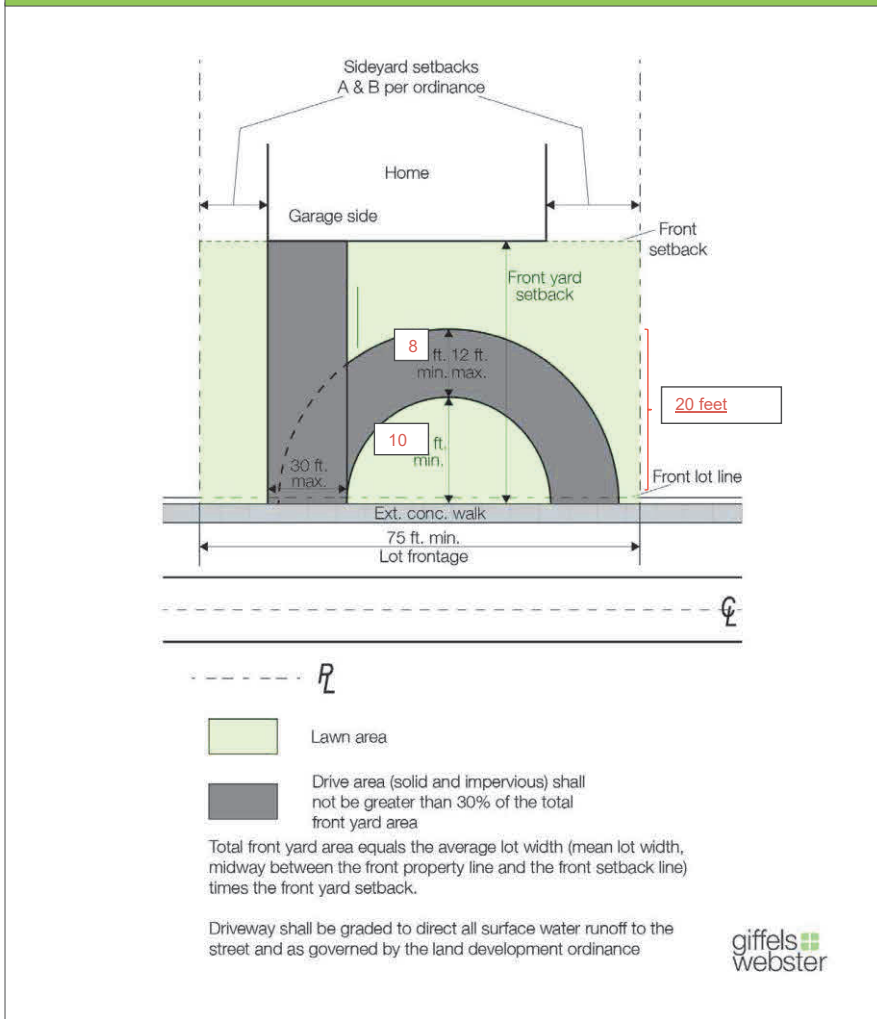 Sideyard setbacks
A & B per ordinance
Home
Garage side
Front
setback
Front yard
setback
8 ft. 12 ft.
min. max.
20 feet
10 ft.
min.
30 ft.
max.
Front lot line
Ext. conc. walk
75 ft. min.
Lot frontage
CL
PL
Lawn area
Drive area (solid and impervious) shall
not be greater than 30% of the total
front yard area
Total front yard area equals the average lot width (mean lot width,
midway between the front property line and the front setback line)
times the front yard setback.
Driveway shall be graded to direct all surface water runoff to the
street and as governed by the land development ordinance
giffels
webster